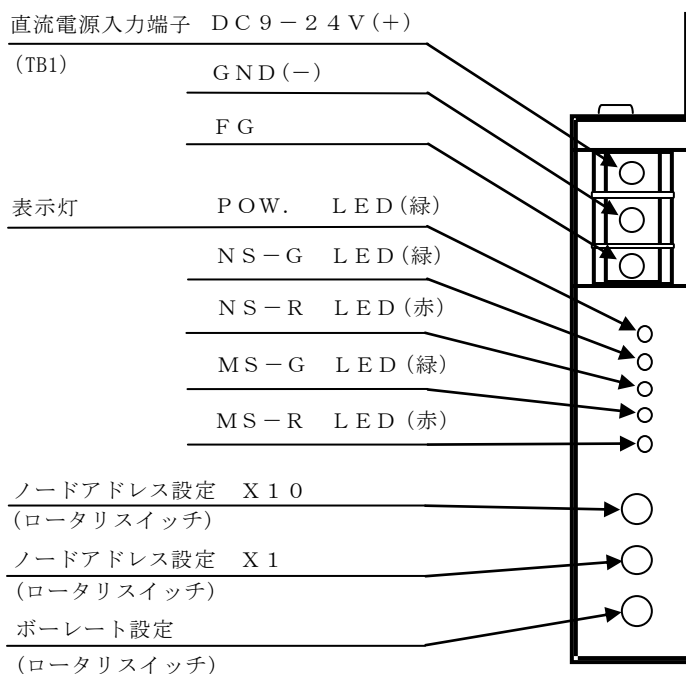 直流電源入力端子 DC9-24V(+)
(TB1)
GND(-)
FG
表示灯 POW. LED(緑)
NS-G LED(緑)
NS-R LED(赤)
MS-G LED(緑)
MS-R LED(赤)
ノードアドレス設定 X10
(ロータリスイッチ)
ノードアドレス設定 X1
(ロータリスイッチ)
ボーレート設定
(ロータリスイッチ)